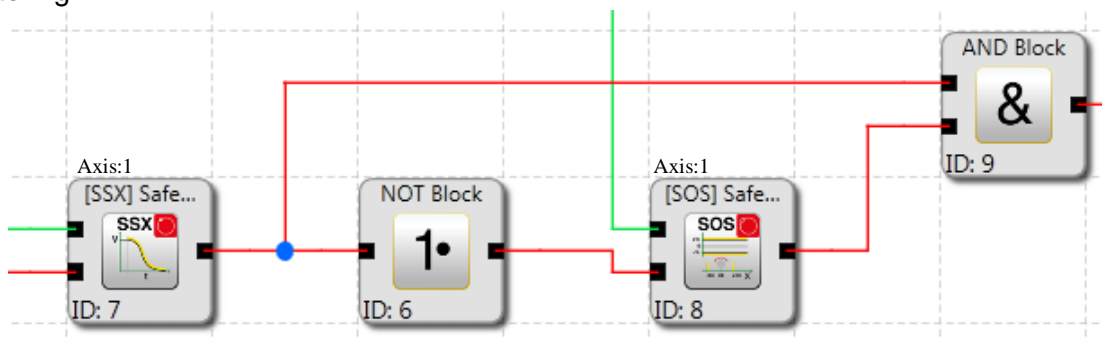 AND Block
&
ID: 9
Axis:1
[SSX] Safe...
SSX
V
t
ID: 7
NOT Block
1•
ID: 6
Axis:1
[SOS] Safe...
SOS
X
ID: 8